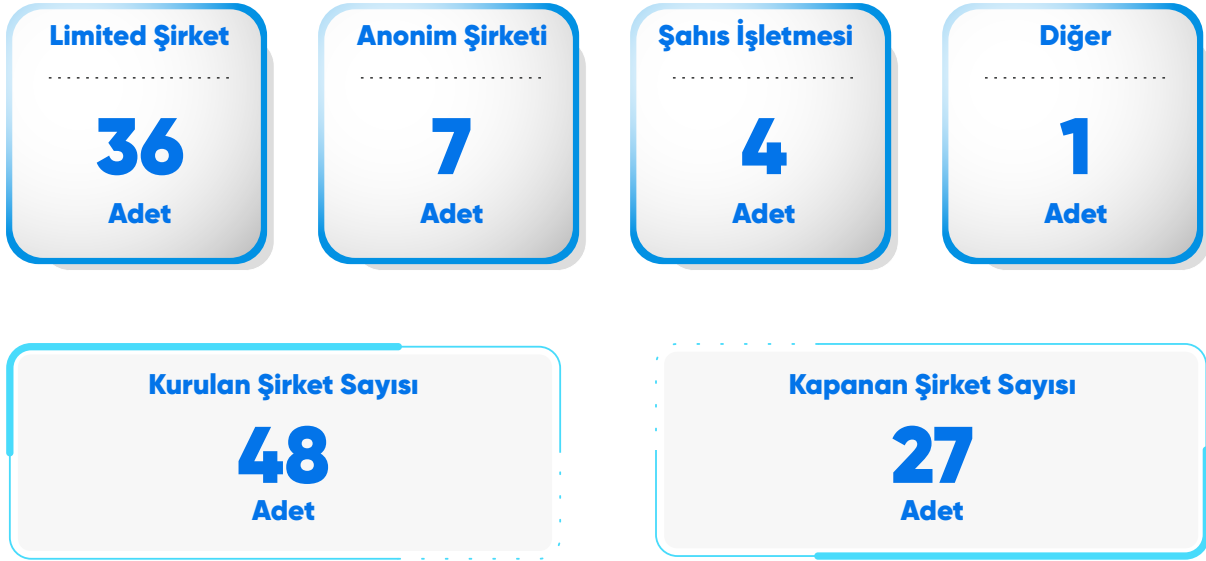 Limited Şirket
36
Adet
Anonim Şirketi
7
Adet
Şahıs İşletmesi
4
Adet
Diğer
1
Adet
Kurulan Şirket Sayısı
48
Adet
Kapanan Şirket Sayısı
27
Adet